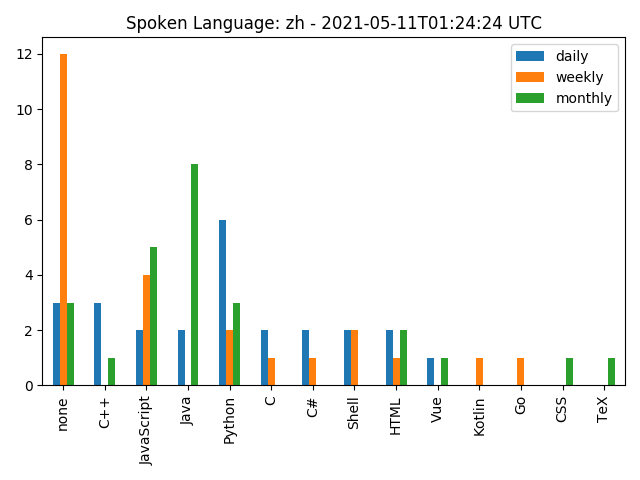 Spoken Language: zh - 2021-05-11T01:24:24 UTC
daily
weekly
monthly
12
10
8
6
4
2
0
none
C++
JavaScript
Java
Python
C
C#
Shell
HTML
Vue
Kotlin
Go
CSS
TeX